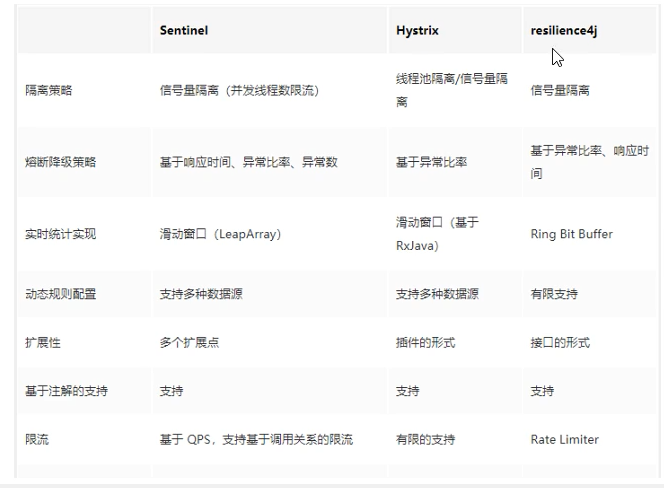 Sentinel Hystrix resilience4j
隔离策略 信号量隔离（并发线程数限流） 线程池隔离/信号量隔离 信号量隔离
熔断降级策略 基于响应时间、异常比率、异常数 基于异常比率 基于异常比率、响应时间
实时统计实现 滑动窗口（LeapArray） 滑动窗口（基于 RxJava） Ring Bit Buffer
动态规则配置 支持多种数据源 支持多种数据源 有限支持
扩展性 多个扩展点 插件的形式 接口的形式
基于注解的支持 支持 支持 支持
限流 基于 QPS，支持基于调用关系的限流 有限的支持 Rate Limiter